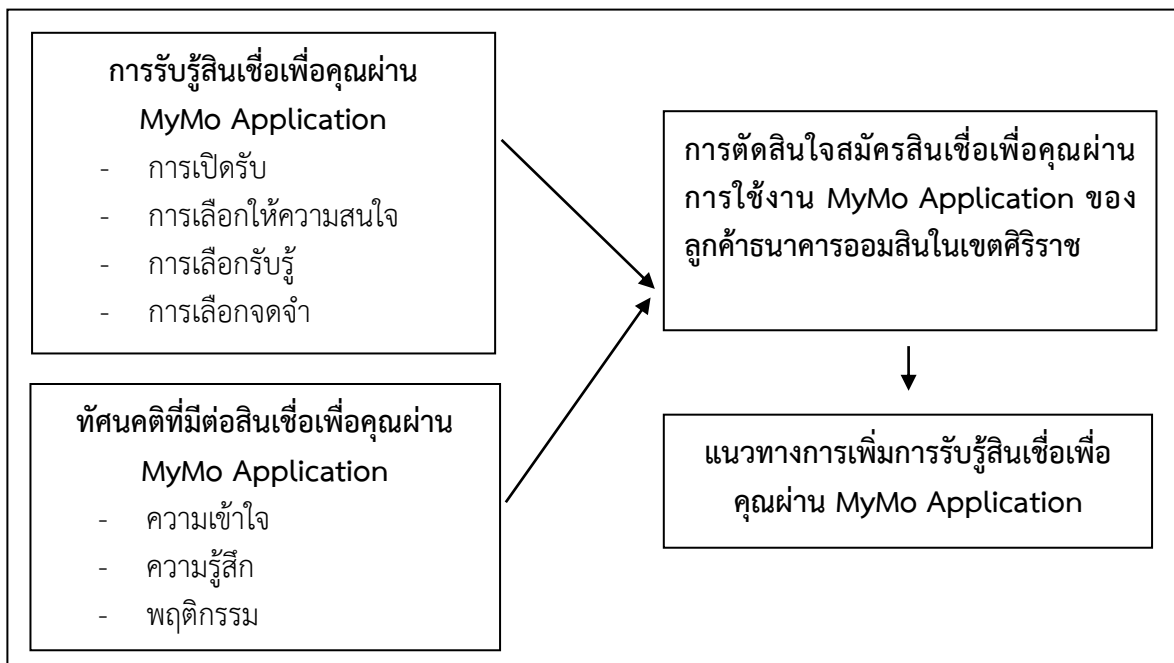 การรับรู้สินเชื่อเพื่อคุณผ่าน
MyMo Application
- การเปิดรับ
- การเลือกให้ความสนใจ
- การเลือกรับรู้
- การเลือกจดจำ
ทัศนคติที่มีต่อสินเชื่อเพื่อคุณผ่าน
MyMo Application
- ความเข้าใจ
- ความรู้สึก
- พฤติกรรม
การตัดสินใจสมัครสินเชื่อเพื่อคุณผ่าน
การใช้งาน MyMo Application ของ
ลูกค้าธนาคารออมสินในเขตศิริราช
แนวทางการเพิ่มการรับรู้สินเชื่อเพื่อ
คุณผ่าน MyMo Application